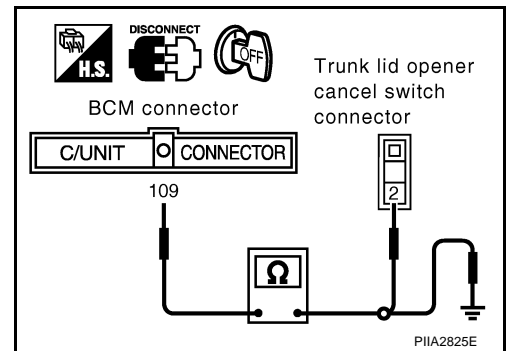 H.S.
DISCONNECT
OFF
Trunk lid opener
cancel switch
connector
BCM connector
C/UNIT
CONNECTOR
109
2
Ω
PIIA2825E